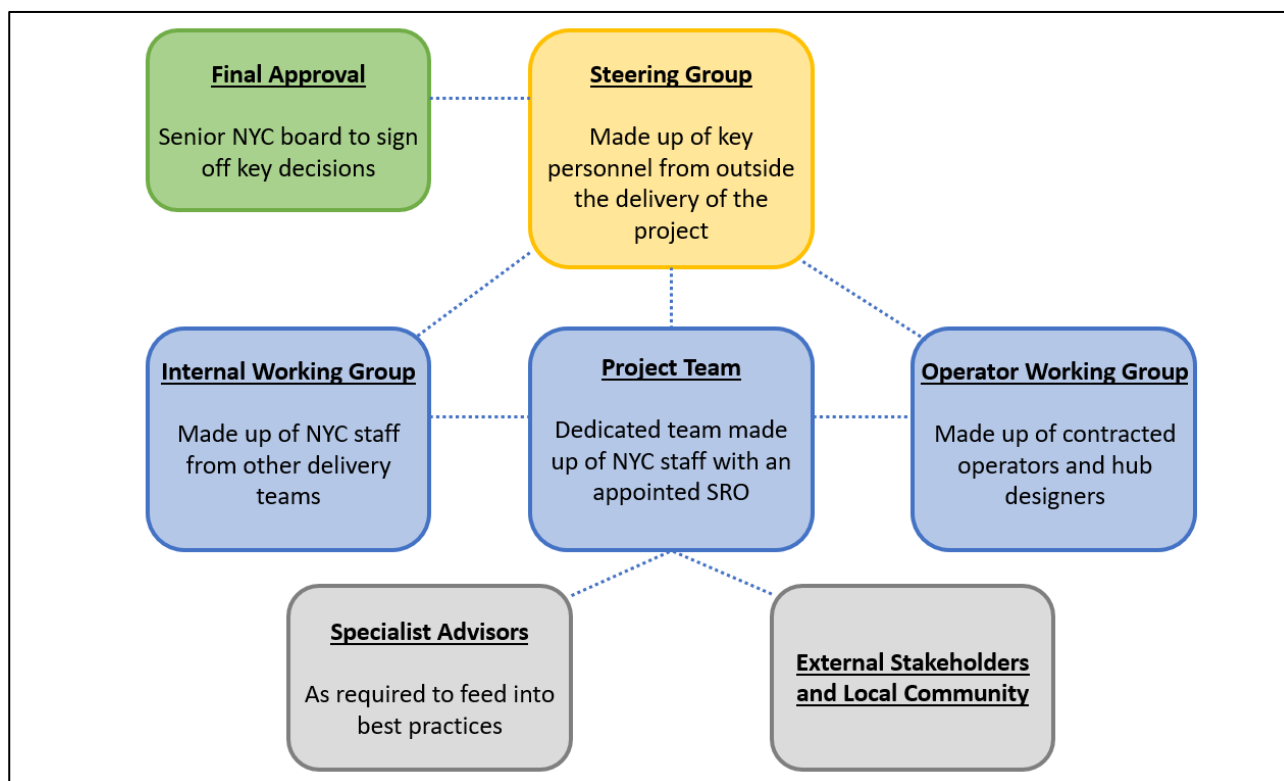 Final Approval
Senior NYC board to sign
off key decisions
Steering Group
Made up of key
personnel from outside
the delivery of the
project
Internal Working Group
Made up of NYC staff
from other delivery
teams
Project Team
Dedicated team made
up of NYC staff with an
appointed SRO
Operator Working Group
Made up of contracted
operators and hub
designers
Specialist Advisors
As required to feed into
best practices
External Stakeholders
and Local Community